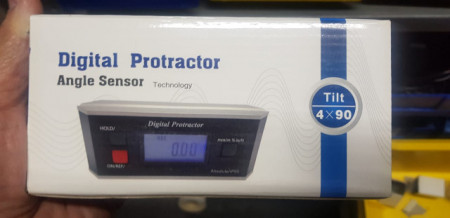 Digital Protractor
Angle Sensor Technology
Tilt
4×90
Digital Protractor
HOLD/
0.00